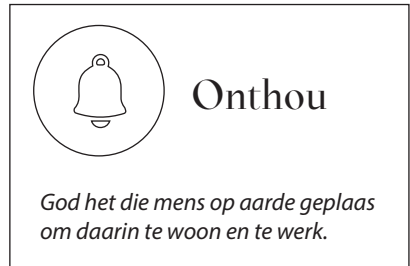 Onthou
God het die mens op aarde geplaas
om daarin te woon en te werk.